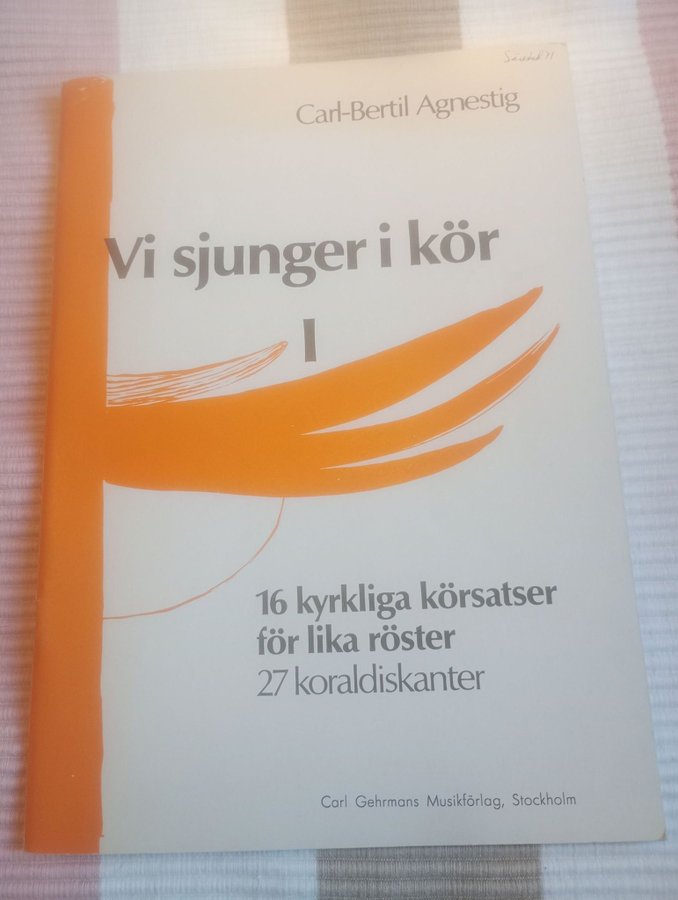 Carl-Bertil Agnestig
Vi sjunger i kör
I
16 kyrkliga körsatser
för lika röster
27 koraldiskanter
Carl Gehrmans Musikförlag, Stockholm